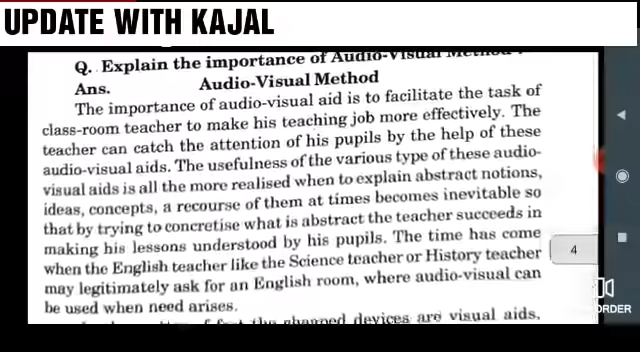 UPDATE WITH KAJAL
Q. Explain the importance of Audio-Visual Method ?
Ans. Audio-Visual Method
The importance of audio-visual aid is to facilitate the task of
class-room teacher to make his teaching job more effectively. The
teacher can catch the attention of his pupils by the help of these
audio-visual aids. The usefulness of the various type of these audio-
visual aids is all the more realised when to explain abstract notions,
ideas, concepts, a recourse of them at times becomes inevitable so
that by trying to concretise what is abstract the teacher succeeds in
making his lessons understood by his pupils. The time has come
when the English teacher like the Science teacher or History teacher
may legitimately ask for an English room, where audio-visual can
be used when need arises.
4
ORDER
the channed devices are visual aids,